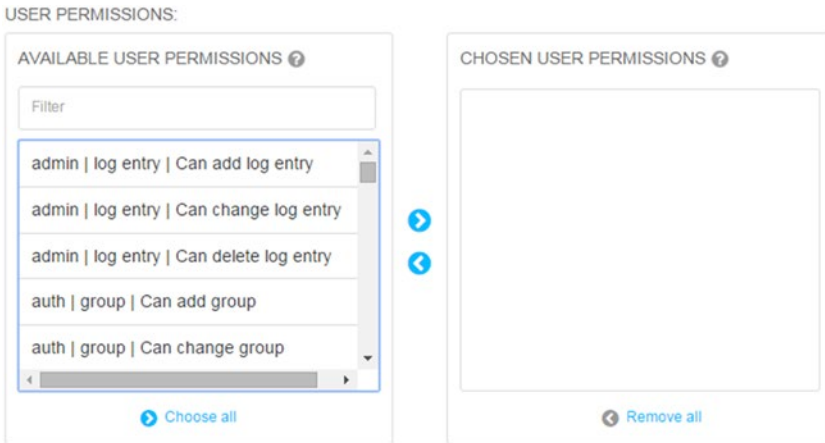 USER PERMISSIONS:
AVAILABLE USER PERMISSIONS
Filter
admin | log entry | Can add log entry
admin | log entry | Can change log entry
admin | log entry | Can delete log entry
auth | group | Can add group
auth | group | Can change group
Choose all
CHOSEN USER PERMISSIONS
Remove all